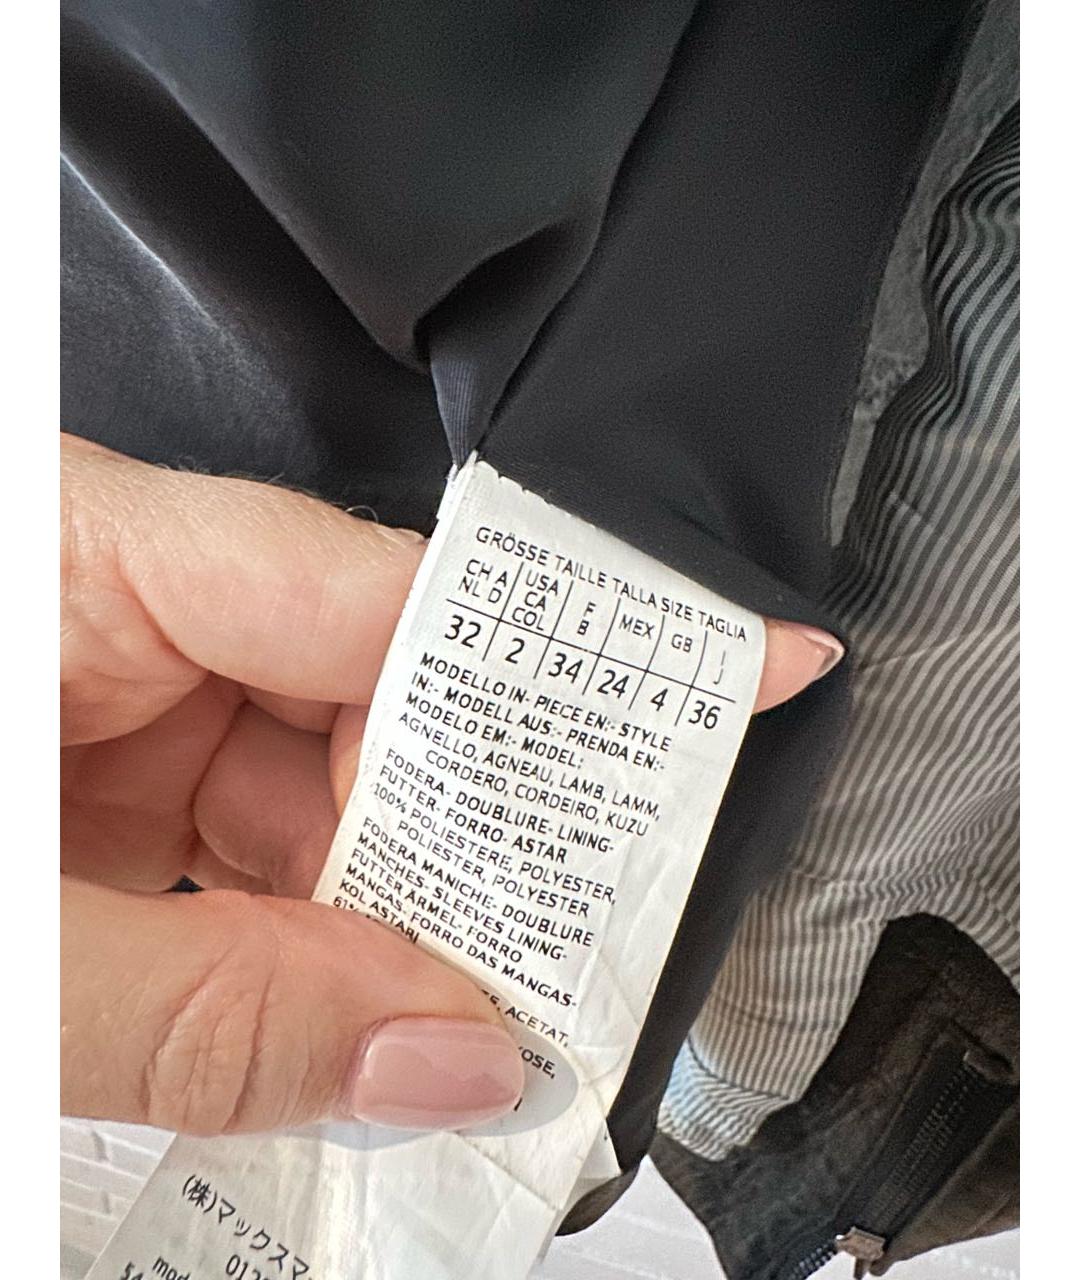 GRÖSSE TAILLE TALLA SIZE TAGLIA
CH A NL D | USA CA COL | F B | MEX | GB | I J
32 | 2 | 34 | 24 | 4 | 36
MODELLO IN- PIECE EN:- STYLE
IN:- MODELL AUS:- PRENDA EN:-
MODELO EM:- MODEL:
AGNELLO, AGNEAU, LAMB, LAMM,
CORDERO, CORDEIRO, KUZU
FODERA- DOUBLURE- LINING-
FUTTER- FORRO- ASTAR
100% POLIESTERE, POLYESTER,
POLIESTER, POLYESTER
FODERA MANICHE- DOUBLURE
MANCHES- SLEEVES LINING-
FUTTER ÄRMEL- FORRO
MANGAS- FORRO DAS MANGAS-
KOL ASTARI
61%
ACETAT,
(株)マックスマ